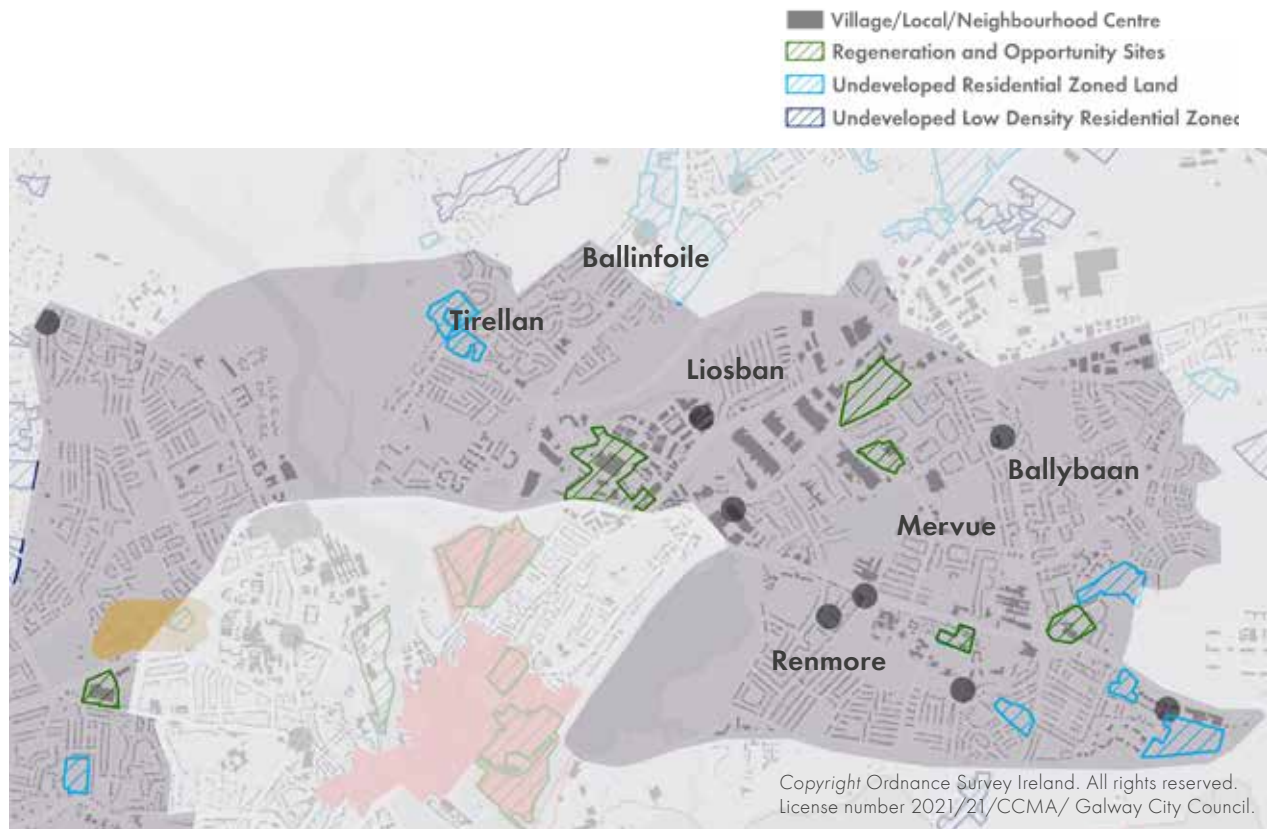 Village/Local/Neighbourhood Centre
Regeneration and Opportunity Sites
Undeveloped Residential Zoned Land
Undeveloped Low Density Residential Zoned
Ballinfoile
Tirellan
Liosban
Ballybaan
Mervue
Renmore
Copyright Ordnance Survey Ireland. All rights reserved.
License number 2021/21/CCMA/ Galway City Council.